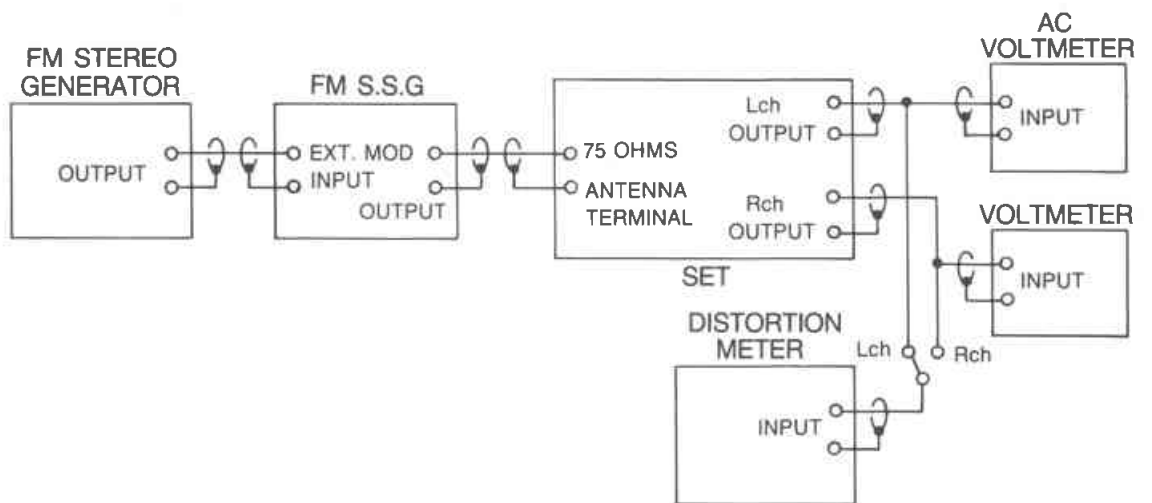 FM STEREO
GENERATOR
OUTPUT
FM S.S.G
EXT. MOD
INPUT
OUTPUT
75 OHMS
ANTENNA
TERMINAL
Lch
OUTPUT
Rch
OUTPUT
SET
AC
VOLTMETER
INPUT
VOLTMETER
INPUT
DISTORTION
METER
INPUT
Lch
Rch